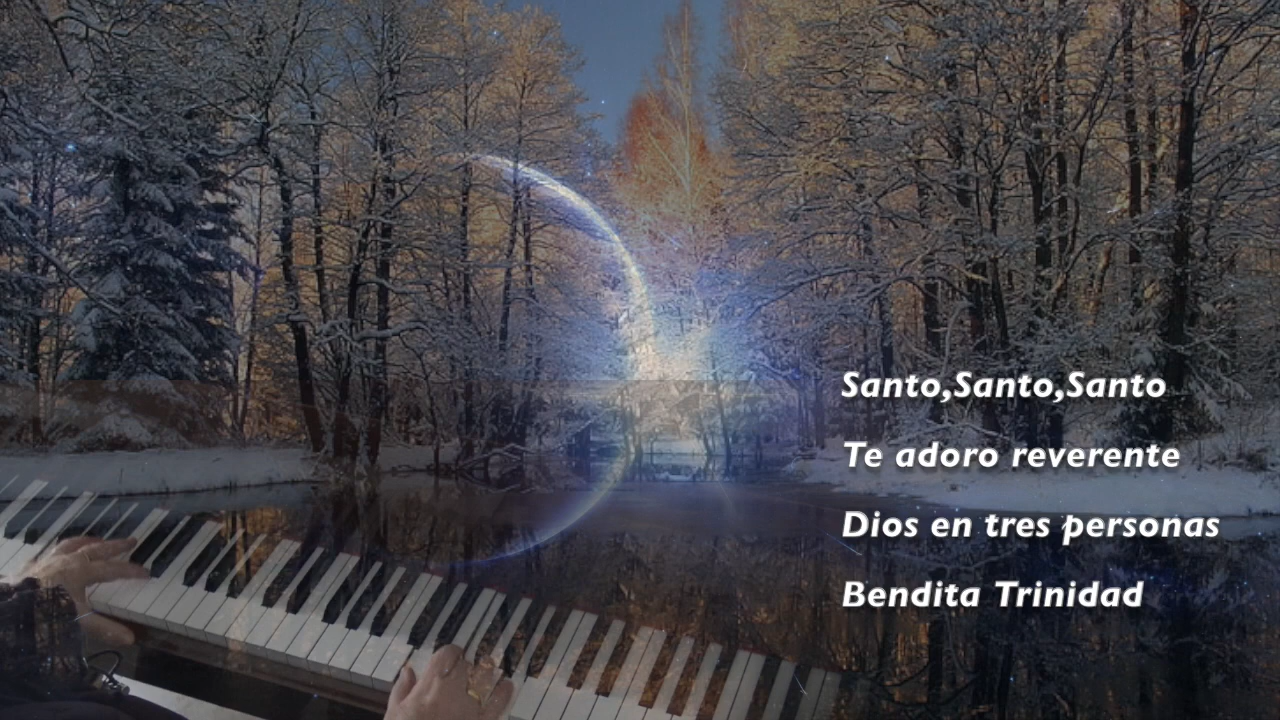 Santo,Santo,Santo
Te adoro reverente
Dios en tres personas
Bendita Trinidad